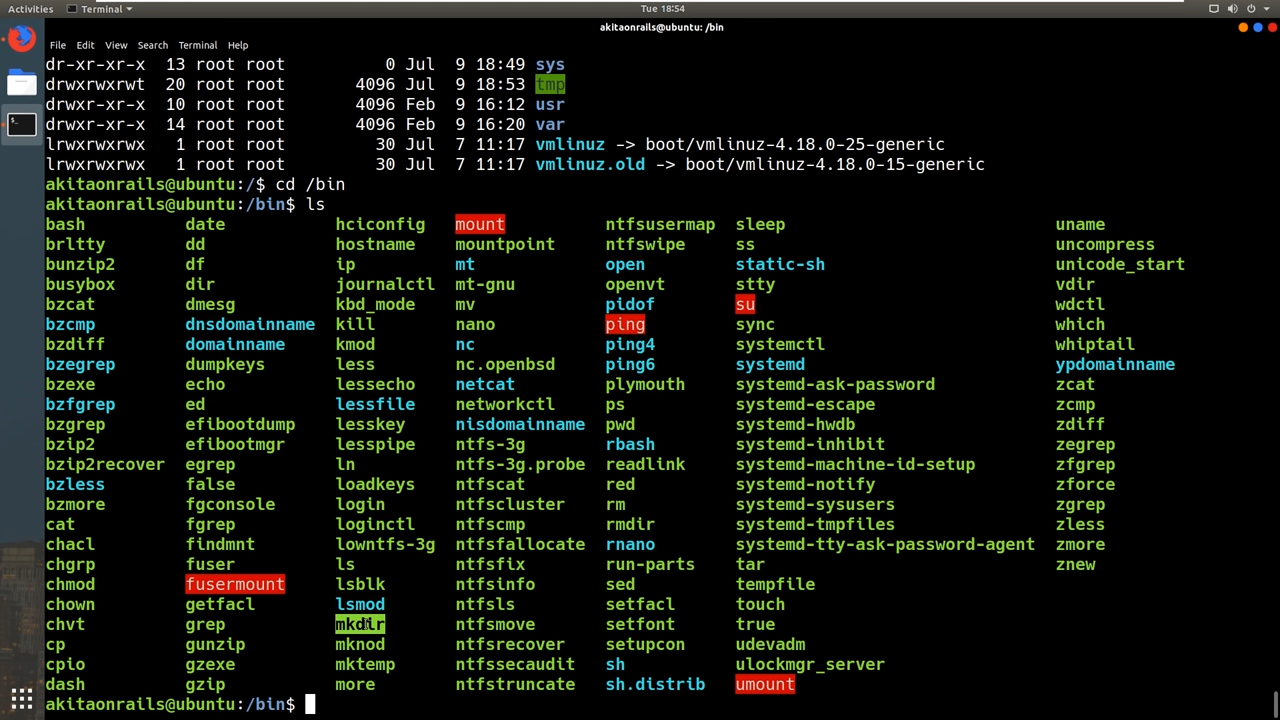 Activities Terminal Tue 18:54
akitaonrails@ubuntu: /bin
File Edit View Search Terminal Help
dr-xr-xr-x 13 root root 0 Jul 9 18:49 sys
drwxrwxrwt 20 root root 4096 Jul 9 18:53 tmp
drwxr-xr-x 10 root root 4096 Feb 9 16:12 usr
drwxr-xr-x 14 root root 4096 Feb 9 16:20 var
lrwxrwxrwx 1 root root 30 Jul 7 11:17 vmlinuz -> boot/vmlinuz-4.18.0-25-generic
lrwxrwxrwx 1 root root 30 Jul 7 11:17 vmlinuz.old -> boot/vmlinuz-4.18.0-15-generic
akitaonrails@ubuntu:/$ cd /bin
akitaonrails@ubuntu:/bin$ ls
bash date hciconfig mount ntfsusermap sleep uname
brltty dd hostname mountpoint ntfswipe ss uncompress
bunzip2 df ip mt open static-sh unicode_start
busybox dir journalctl mt-gnu openvt stty vdir
bzcat dmesg kbd_mode mv pidof su wdctl
bzcmp dnsdomainname kill nano ping sync which
bzdiff domainname kmod nc ping4 systemctl whiptail
bzegrep dumpkeys less nc.openbsd ping6 systemd ypdomainname
bzexe echo lessecho netcat plymouth systemd-ask-password zcat
bzfgrep ed lessfile networkctl ps systemd-escape zcmp
bzgrep efibootdump lesskey nisdomainname pwd systemd-hwdb zdiff
bzip2 efibootmgr lesspipe ntfs-3g rbash systemd-inhibit zegrep
bzip2recover egrep ln ntfs-3g.probe readlink systemd-machine-id-setup zfgrep
bzless false loadkeys ntfscat red systemd-notify zforce
bzmore fgconsole login ntfscluster rm systemd-sysusers zgrep
cat fgrep loginctl ntfscmp rmdir systemd-tmpfiles zless
chacl findmnt lowntfs-3g ntfsfallocate rnano systemd-tty-ask-password-agent zmore
chgrp fuser ls ntfsfix run-parts tar znew
chmod fusermount lsblk ntfsinfo sed tempfile
chown getfacl lsmod ntfsls setfacl touch
chvt grep mkdir ntfsmove setfont true
cp gunzip mknod ntfsrecover setupcon udevadm
cpio gzexe mktemp ntfssecaudit sh ulockmgr_server
dash gzip more ntfstruncate sh.distrib umount
akitaonrails@ubuntu:/bin$